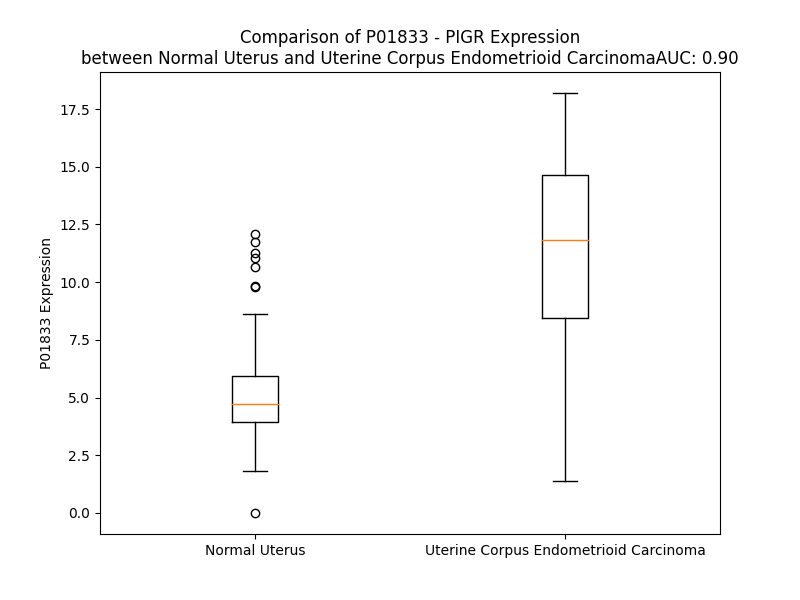 Comparison of P01833 - PIGR Expression
between Normal Uterus and Uterine Corpus Endometrioid CarcinomaAUC: 0.90
17.5
15.0
12.5
10.0
7.5
5.0
2.5
0.0
P01833 Expression
Normal Uterus
Uterine Corpus Endometrioid Carcinoma